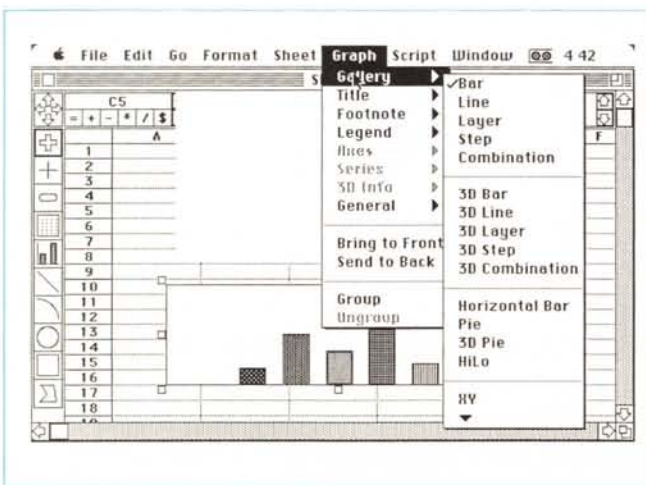 File Edit Go Format Sheet Graph Script Window 4 42
S
C5
= + - * / $
A
F
1
2
3
4
5
6
7
8
9
10
11
12
13
14
15
16
17
18
Gallery
Title
Footnote
Legend
Axes
Series
3D Info
General
Bring to Front
Send to Back
Group
Ungroup
Bar
Line
Layer
Step
Combination
3D Bar
3D Line
3D Layer
3D Step
3D Combination
Horizontal Bar
Pie
3D Pie
HiLo
XY